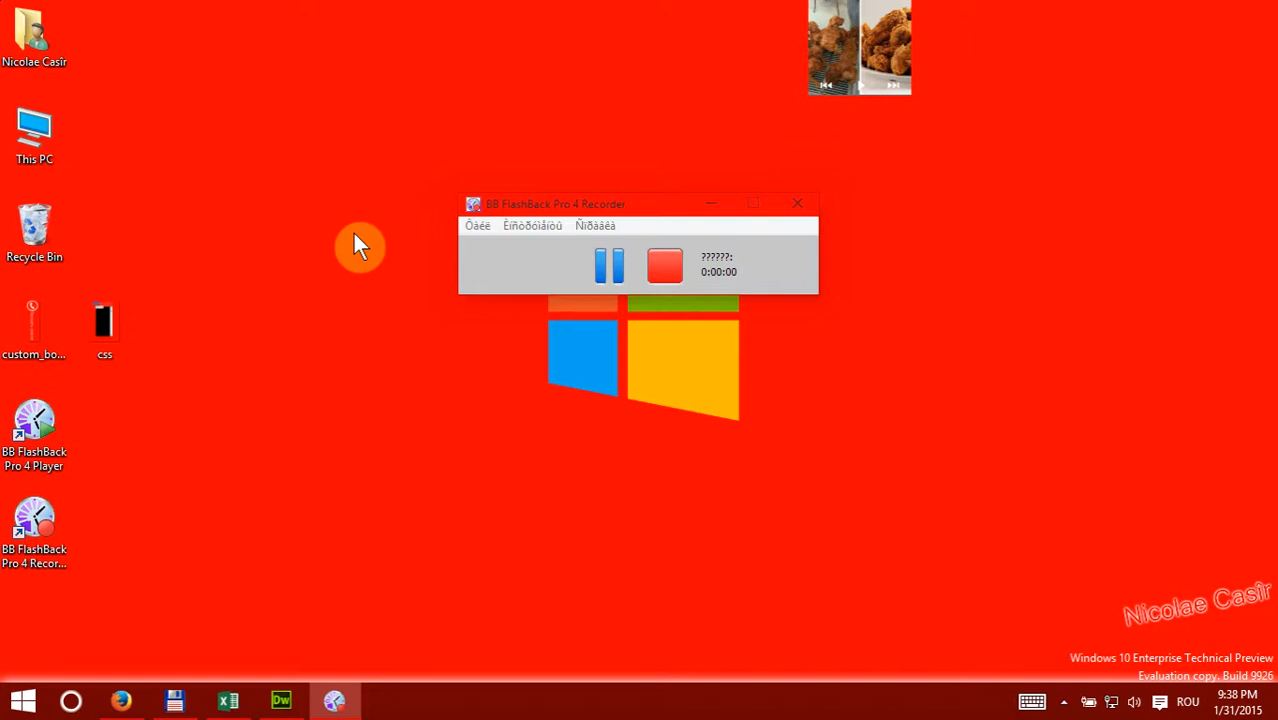 Nicolae Casîr
This PC
Recycle Bin
custom_bo...
css
BB FlashBack
Pro 4 Player
BB FlashBack
Pro 4 Recor...
BB FlashBack Pro 4 Recorder
Ôàéë Èíñòðóìåíòû Ñïðàâêà
??????:
0:00:00
Nicolae Casîr
Windows 10 Enterprise Technical Preview
Evaluation copy. Build 9926
Dw
ROU
9:38 PM
1/31/2015